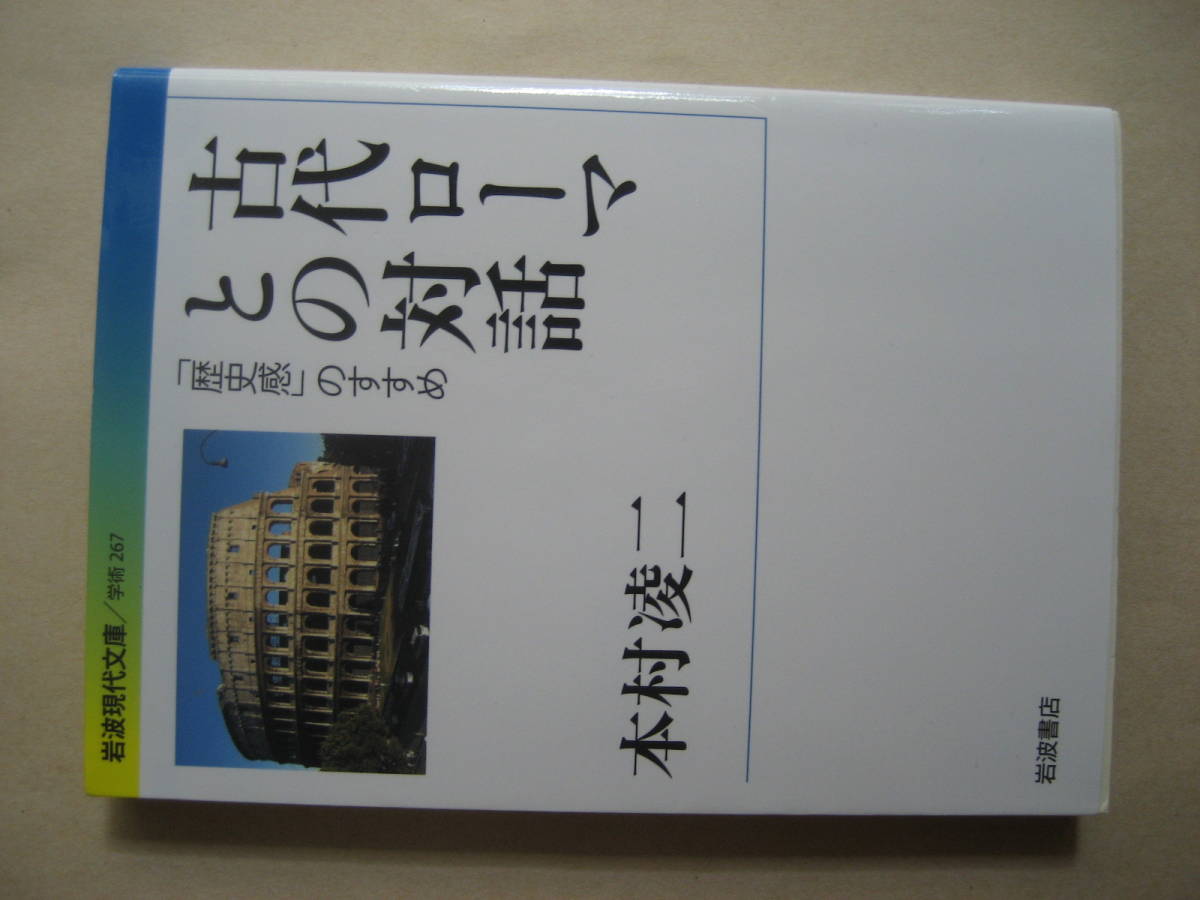 岩波現代文庫／学術 267
古代ローマ
との対話
「歴史感」のすすめ
本村凌二
岩波書店